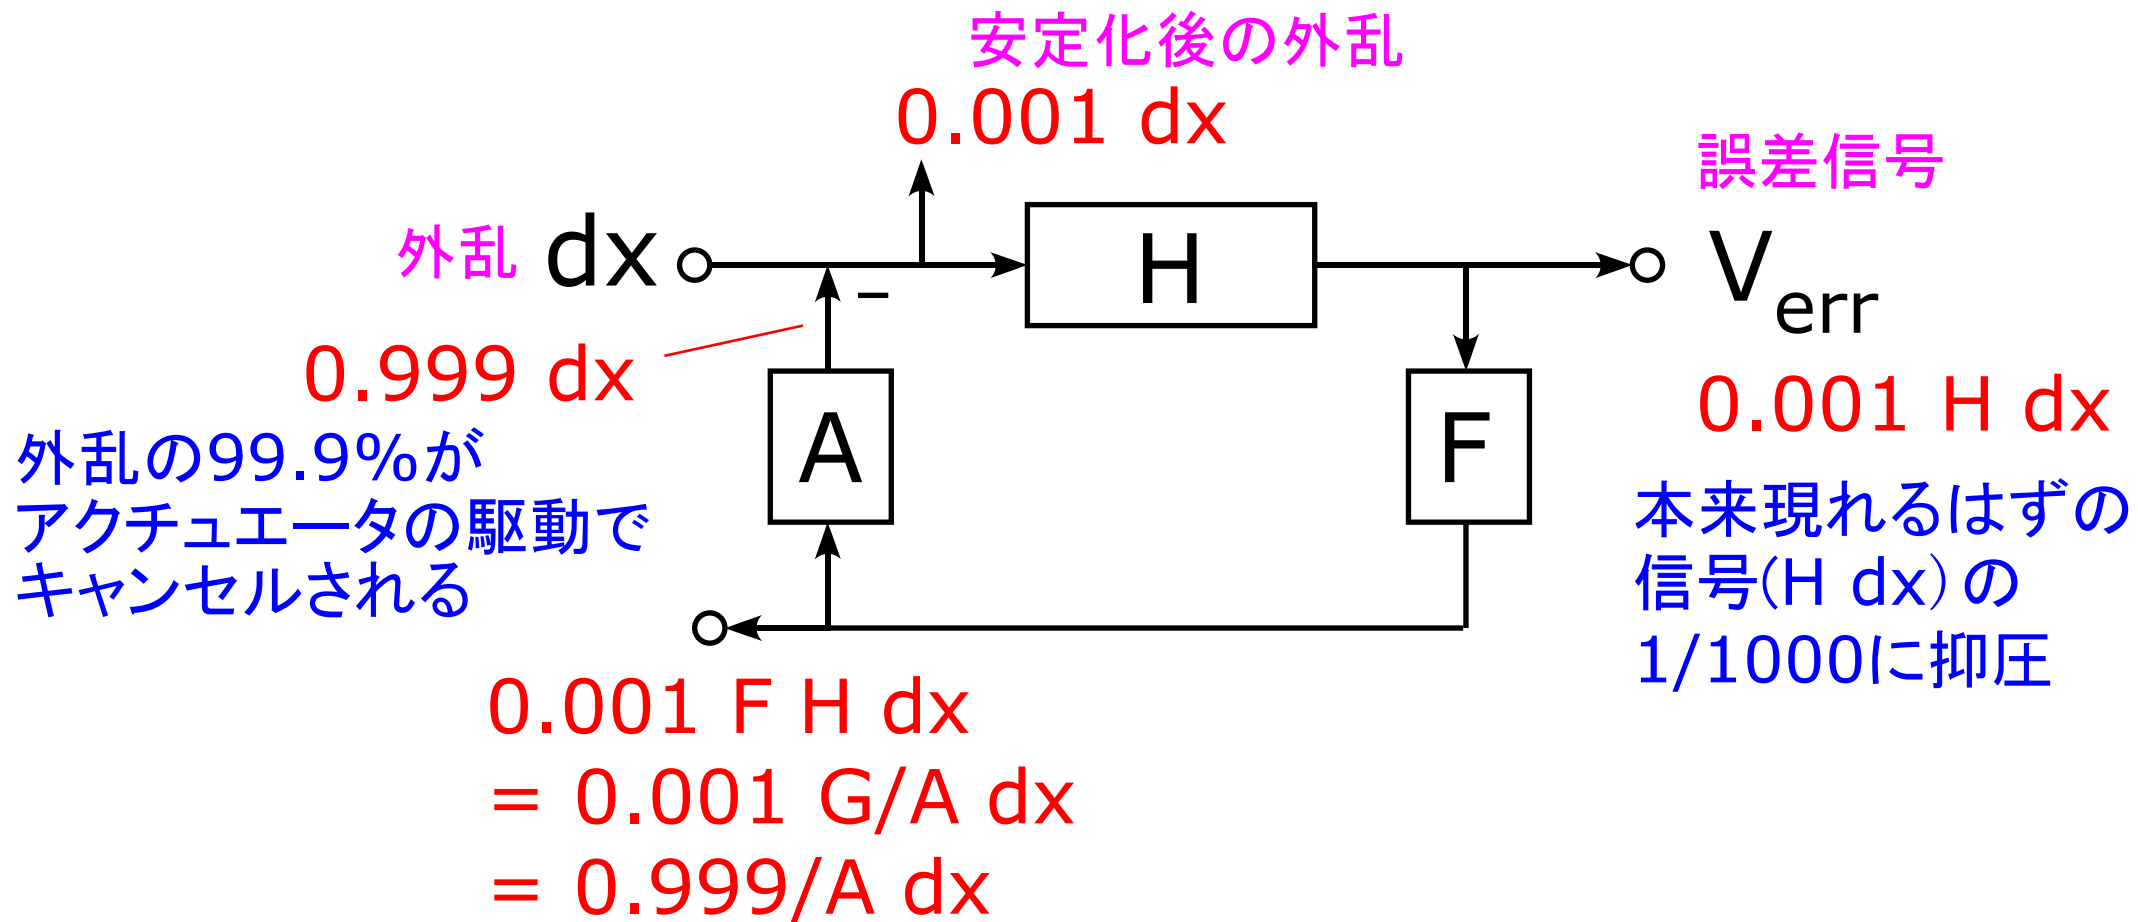 安定化後の外乱
0.001 dx
誤差信号
外乱 dx
−
H
V_err
0.999 dx
0.001 H dx
外乱の99.9%が
アクチュエータの駆動で
キャンセルされる
A
F
本来現れるはずの
信号(H dx)の
1/1000に抑圧
0.001 F H dx
= 0.001 G/A dx
= 0.999/A dx